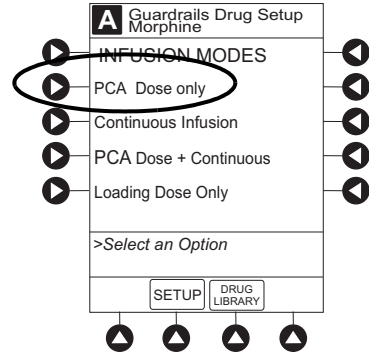 A Guardrails Drug Setup
Morphine
INFUSION MODES
PCA Dose only
Continuous Infusion
PCA Dose + Continuous
Loading Dose Only
>Select an Option
SETUP DRUG
LIBRARY